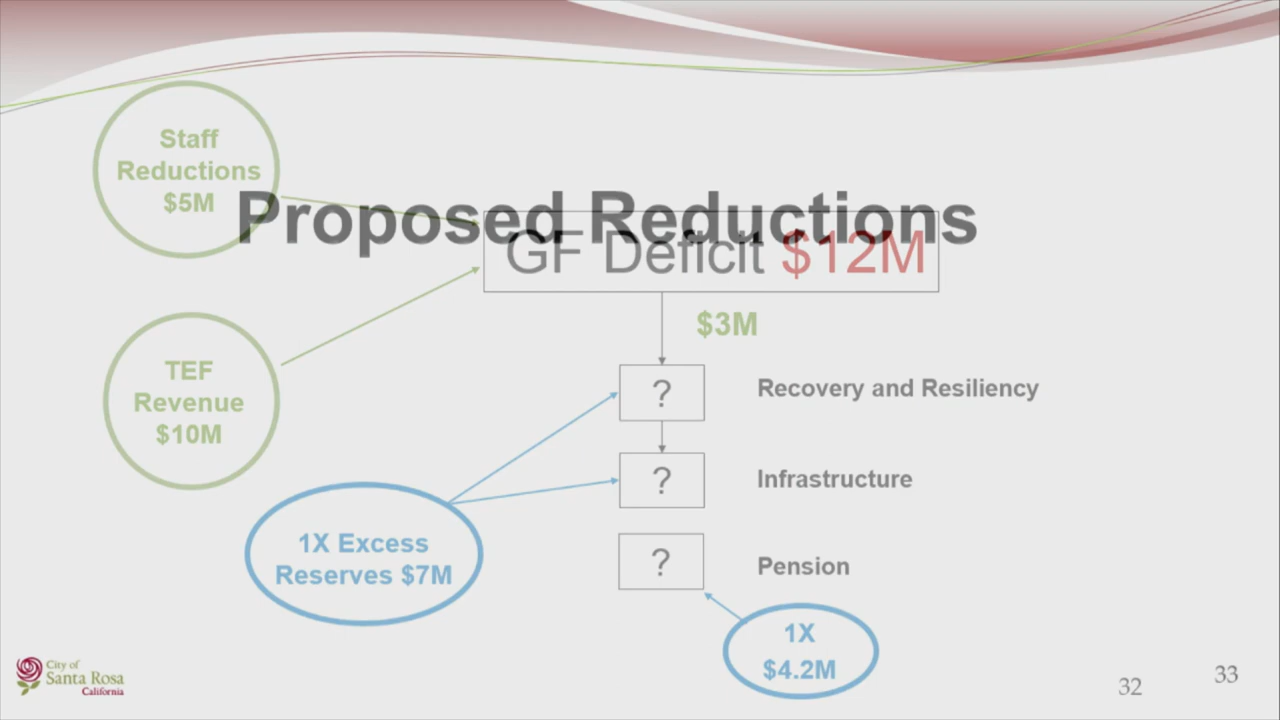 Staff
Reductions
$5M
Proposed Reductions
GF Deficit $12M
$3M
TEF
Revenue
$10M
?
Recovery and Resiliency
?
Infrastructure
1X Excess
Reserves $7M
?
Pension
1X
$4.2M
City of
Santa Rosa
California
32
33